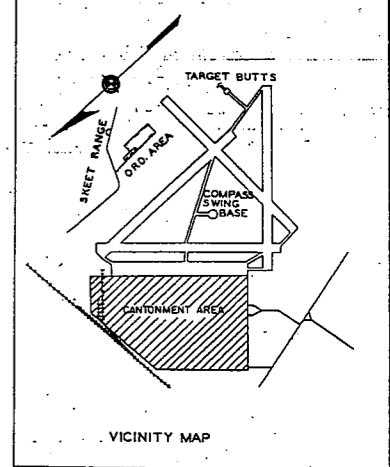 TARGET BUTTS
SKEET RANGE
ORD. AREA
COMPASS
SWING
BASE
CANTONMENT AREA
VICINITY MAP